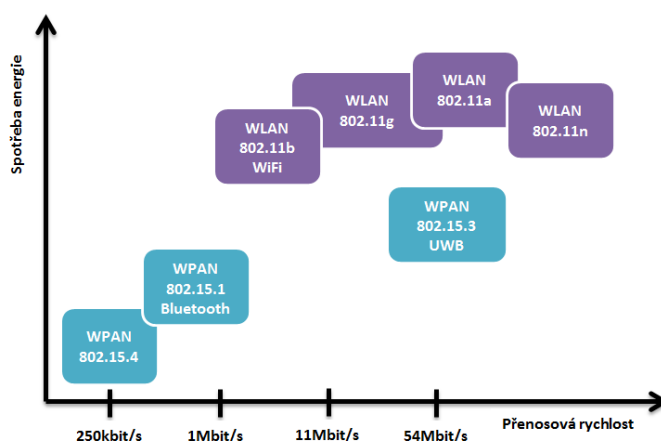 Spotřeba energie
WLAN
802.11b
WiFi
WLAN
802.11g
WLAN
802.11a
WLAN
802.11n
WPAN
802.15.3
UWB
WPAN
802.15.1
Bluetooth
WPAN
802.15.4
250kbit/s
1Mbit/s
11Mbit/s
54Mbit/s
Přenosová rychlost